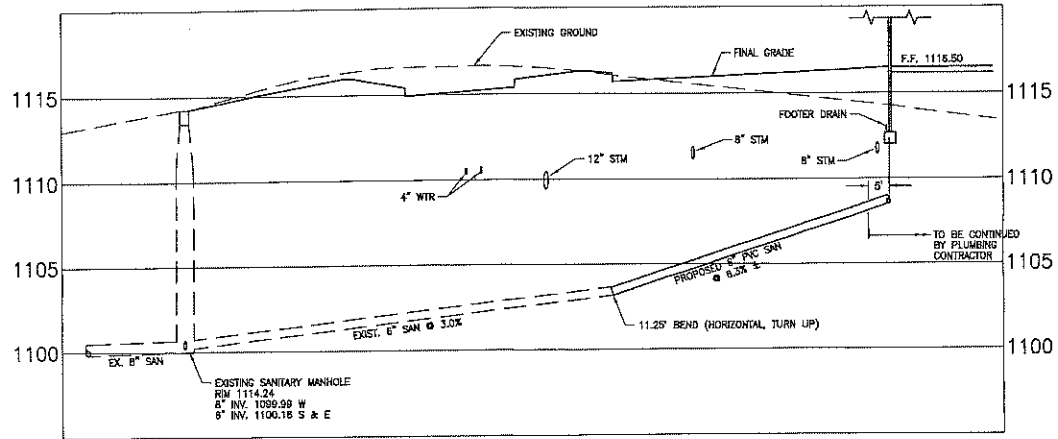 EXISTING GROUND
FINAL GRADE
F.F. 1116.50
1115
1115
FOOTER DRAIN
8" STM
12" STM
8" STM
1110
1110
4" WTR
5'
TO BE CONTINUED
BY PLUMBING
CONTRACTOR
PROPOSED 6" PVC SAN
@ 8.3% ±
1105
1105
11.25° BEND (HORIZONTAL, TURN UP)
EXIST. 6" SAN @ 3.0%
1100
1100
EX. 8" SAN
EXISTING SANITARY MANHOLE
RIM 1114.24
8" INV. 1099.99 W
6" INV. 1100.16 S & E